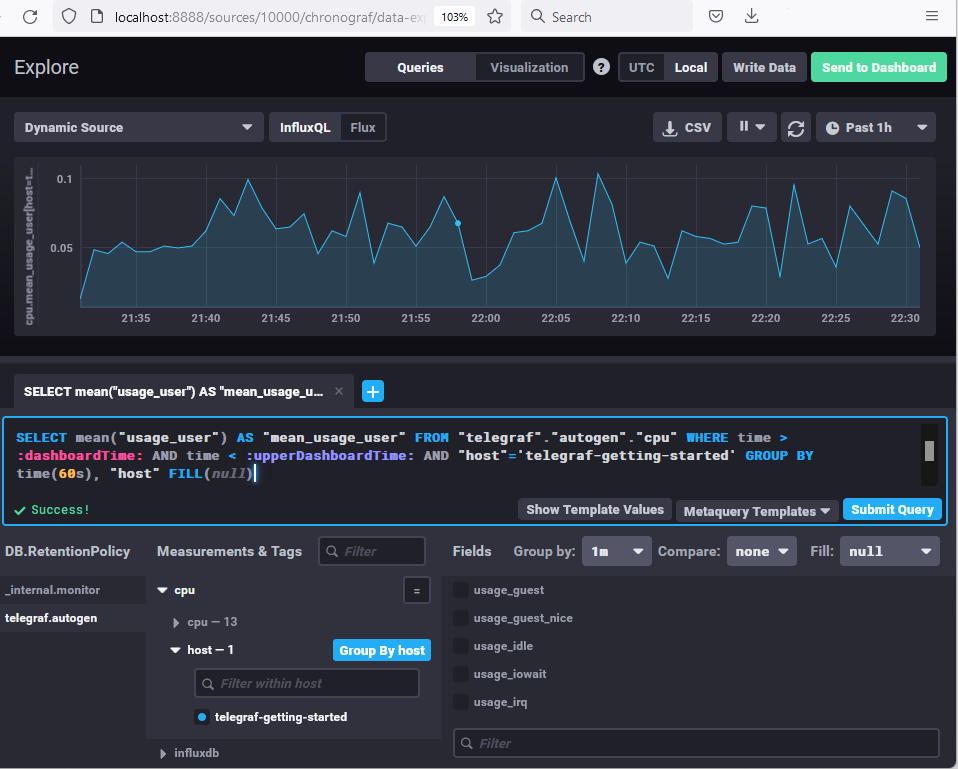 localhost:8888/sources/10000/chronograf/data-exp
103%
Search
Explore
Queries
Visualization
?
UTC
Local
Write Data
Send to Dashboard
Dynamic Source
InfluxQL
Flux
CSV
Past 1h
cpu.mean_usage_user[host=t...
0.1
0.05
21:35 21:40 21:45 21:50 21:55 22:00 22:05 22:10 22:15 22:20 22:25 22:30
SELECT mean("usage_user") AS "mean_usage_u...
SELECT mean("usage_user") AS "mean_usage_user" FROM "telegraf"."autogen"."cpu" WHERE time >
:dashboardTime: AND time < :upperDashboardTime: AND "host"='telegraf-getting-started' GROUP BY
time(60s), "host" FILL(null)
Success!
Show Template Values
Metaquery Templates
Submit Query
DB.RetentionPolicy
Measurements & Tags
Filter
Fields
Group by:
1m
Compare:
none
Fill:
null
_internal.monitor
telegraf.autogen
cpu
=
cpu — 13
host — 1
Group By host
Filter within host
telegraf-getting-started
influxdb
usage_guest
usage_guest_nice
usage_idle
usage_iowait
usage_irq
Filter